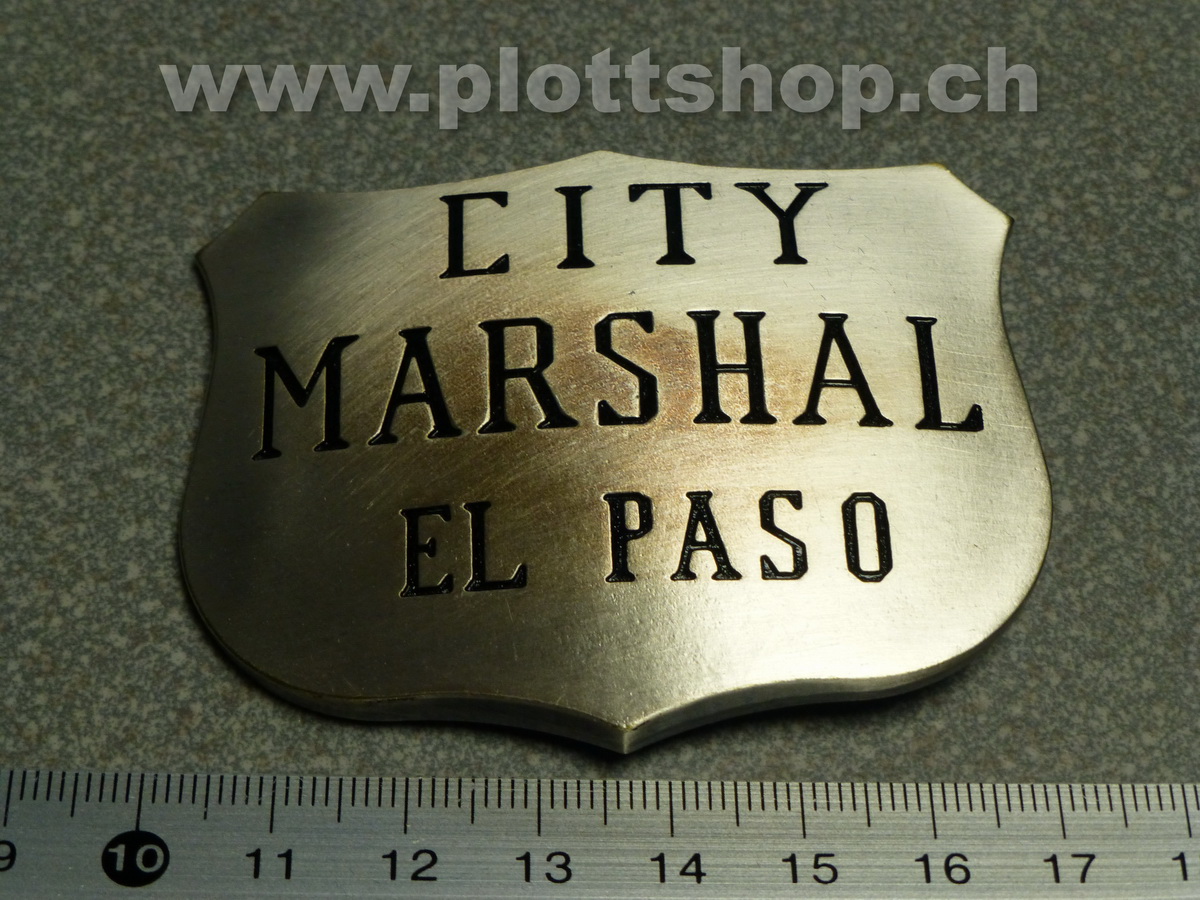 www.plottshop.ch
CITY
MARSHAL
EL PASO
9 10 11 12 13 14 15 16 17